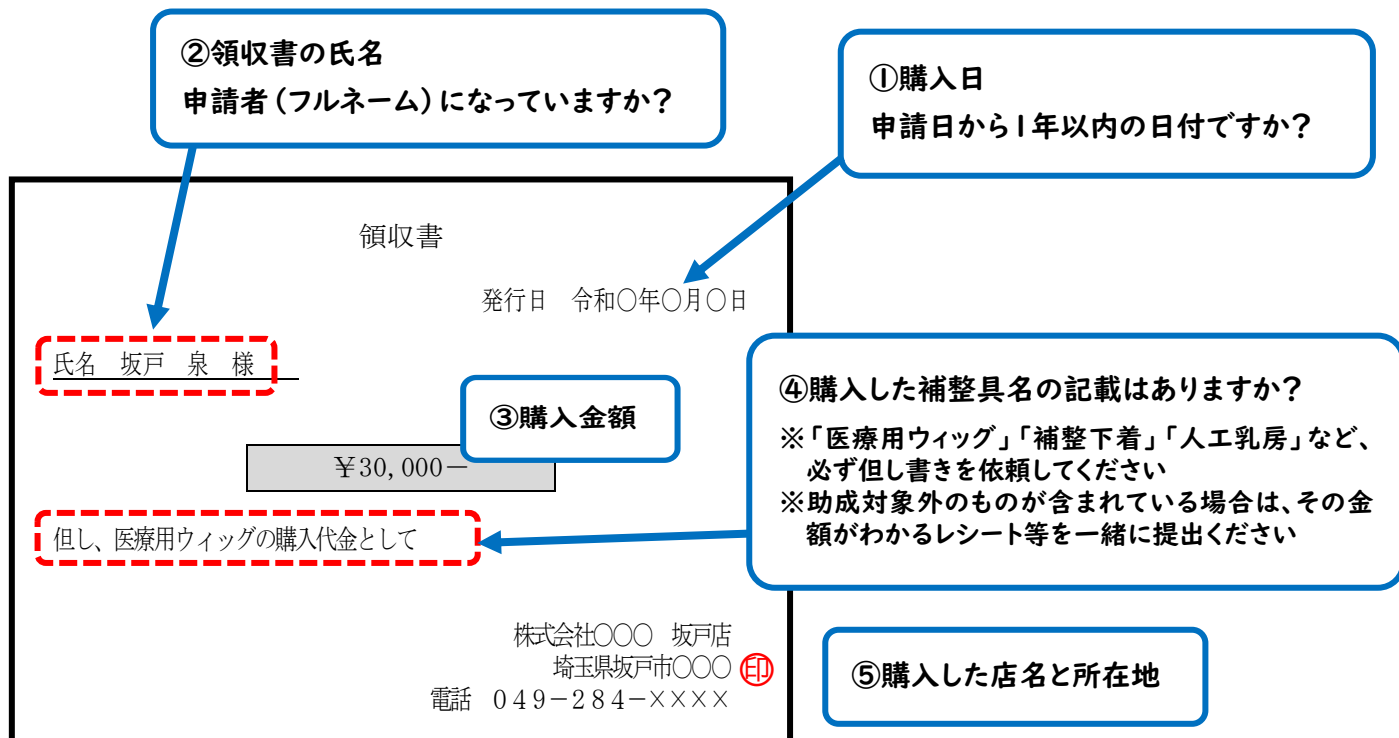 ②領収書の氏名
申請者(フルネーム)になっていますか?
①購入日
申請日から1年以内の日付ですか?
領収書
発行日　令和〇年〇月〇日
氏名　坂戸　泉　様
③購入金額
￥30,000－
但し、医療用ウィッグの購入代金として
④購入した補整具名の記載はありますか?
※「医療用ウィッグ」「補整下着」「人工乳房」など、
必ず但し書きを依頼してください
※助成対象外のものが含まれている場合は、その金
額がわかるレシート等を一緒に提出ください
株式会社〇〇〇　坂戸店
埼玉県坂戸市〇〇〇 ㊞
電話　049－284－××××
⑤購入した店名と所在地